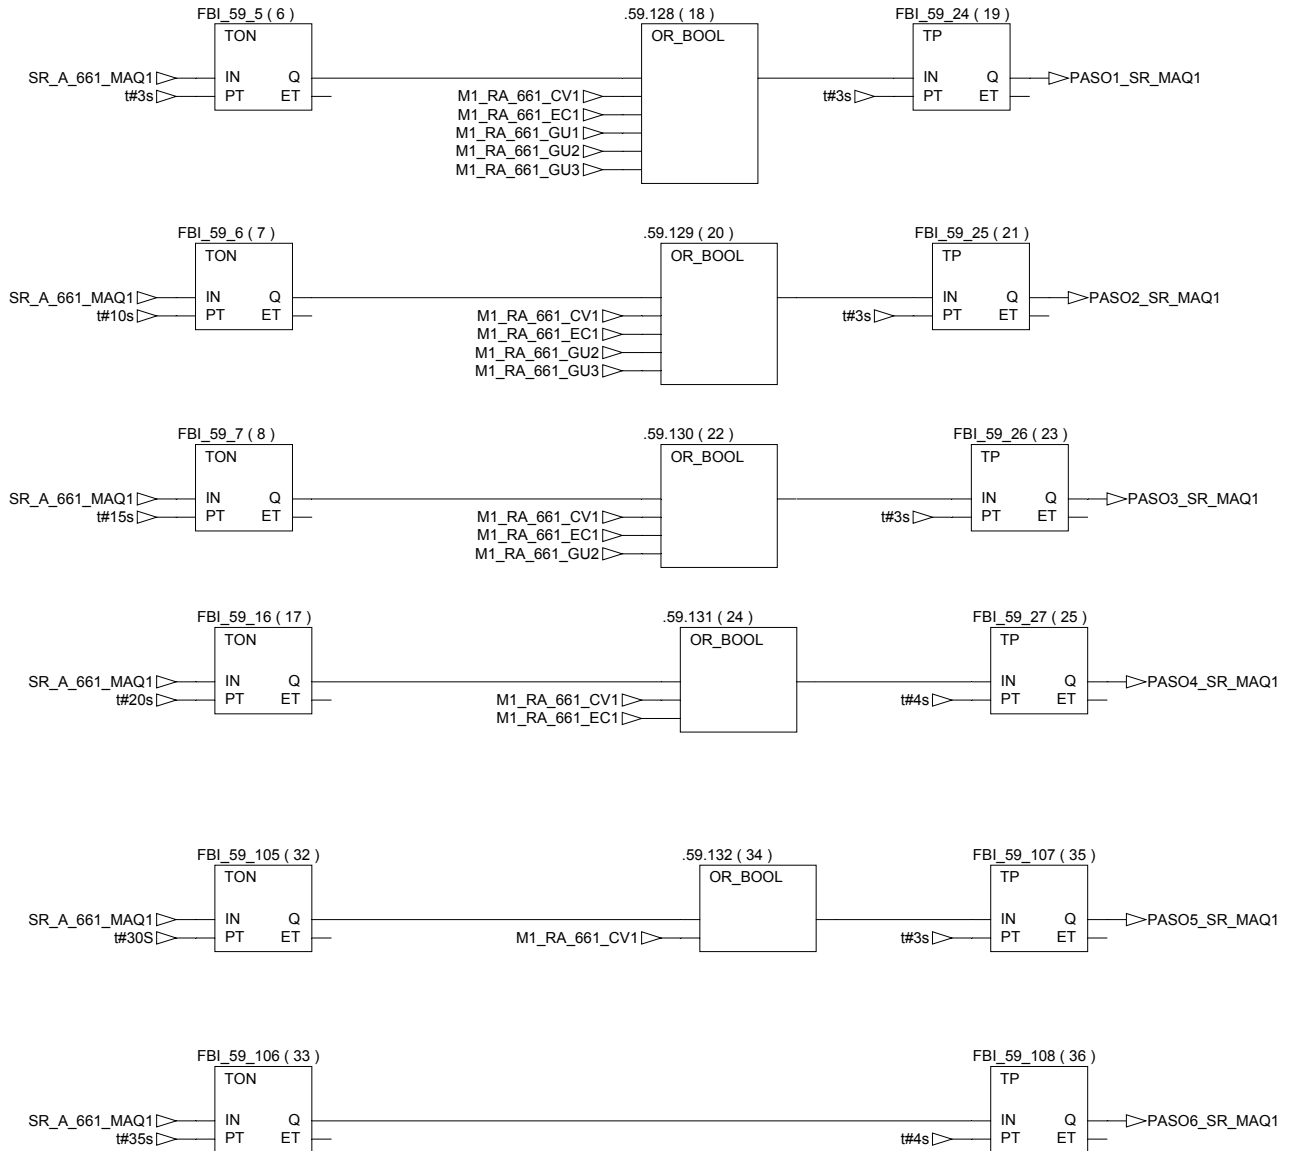 FBI_59_5 ( 6 ) .59.128 ( 18 ) FBI_59_24 ( 19 )
TON OR_BOOL TP
SR_A_661_MAQ1 IN Q IN Q PASO1_SR_MAQ1
t#3s PT ET M1_RA_661_CV1 t#3s PT ET
M1_RA_661_EC1
M1_RA_661_GU1
M1_RA_661_GU2
M1_RA_661_GU3
FBI_59_6 ( 7 ) .59.129 ( 20 ) FBI_59_25 ( 21 )
TON OR_BOOL TP
SR_A_661_MAQ1 IN Q IN Q PASO2_SR_MAQ1
t#10s PT ET M1_RA_661_CV1 t#3s PT ET
M1_RA_661_EC1
M1_RA_661_GU2
M1_RA_661_GU3
FBI_59_7 ( 8 ) .59.130 ( 22 ) FBI_59_26 ( 23 )
TON OR_BOOL TP
SR_A_661_MAQ1 IN Q IN Q PASO3_SR_MAQ1
t#15s PT ET M1_RA_661_CV1 t#3s PT ET
M1_RA_661_EC1
M1_RA_661_GU2
FBI_59_16 ( 17 ) .59.131 ( 24 ) FBI_59_27 ( 25 )
TON OR_BOOL TP
SR_A_661_MAQ1 IN Q IN Q PASO4_SR_MAQ1
t#20s PT ET M1_RA_661_CV1 t#4s PT ET
M1_RA_661_EC1
FBI_59_105 ( 32 ) .59.132 ( 34 ) FBI_59_107 ( 35 )
TON OR_BOOL TP
SR_A_661_MAQ1 IN Q IN Q PASO5_SR_MAQ1
t#30S PT ET M1_RA_661_CV1 t#3s PT ET
FBI_59_106 ( 33 ) FBI_59_108 ( 36 )
TON TP
SR_A_661_MAQ1 IN Q IN Q PASO6_SR_MAQ1
t#35s PT ET t#4s PT ET